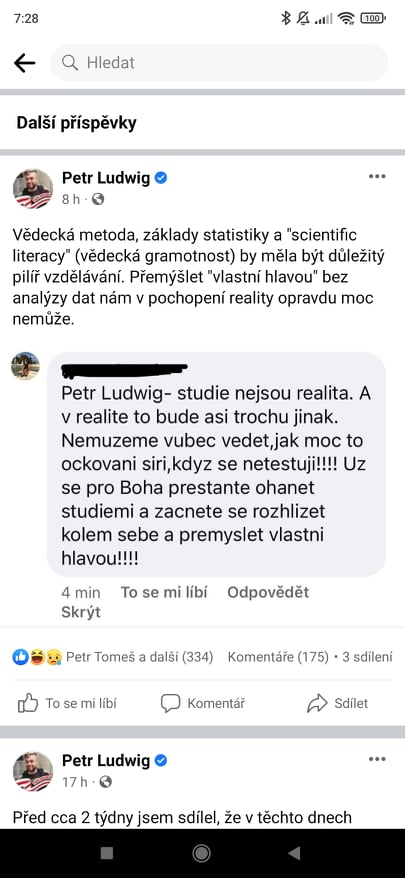 7:28
100
Hledat
Další příspěvky
Petr Ludwig
8 h ·
Vědecká metoda, základy statistiky a "scientific
literacy" (vědecká gramotnost) by měla být důležitý
pilíř vzdělávání. Přemýšlet "vlastní hlavou" bez
analýzy dat nám v pochopení reality opravdu moc
nemůže.
Petr Ludwig- studie nejsou realita. A
v realite to bude asi trochu jinak.
Nemuzeme vubec vedet,jak moc to
ockovani siri,kdyz se netestuji!!!! Uz
se pro Boha prestante ohanet
studiemi a zacnete se rozhlizet
kolem sebe a premyslet vlastni
hlavou!!!!
4 min To se mi líbí Odpovědět
Skrýt
Petr Tomeš a další (334) Komentáře (175) • 3 sdílení
To se mi líbí Komentář Sdílet
Petr Ludwig
17 h ·
Před cca 2 týdny jsem sdílel, že v těchto dnech